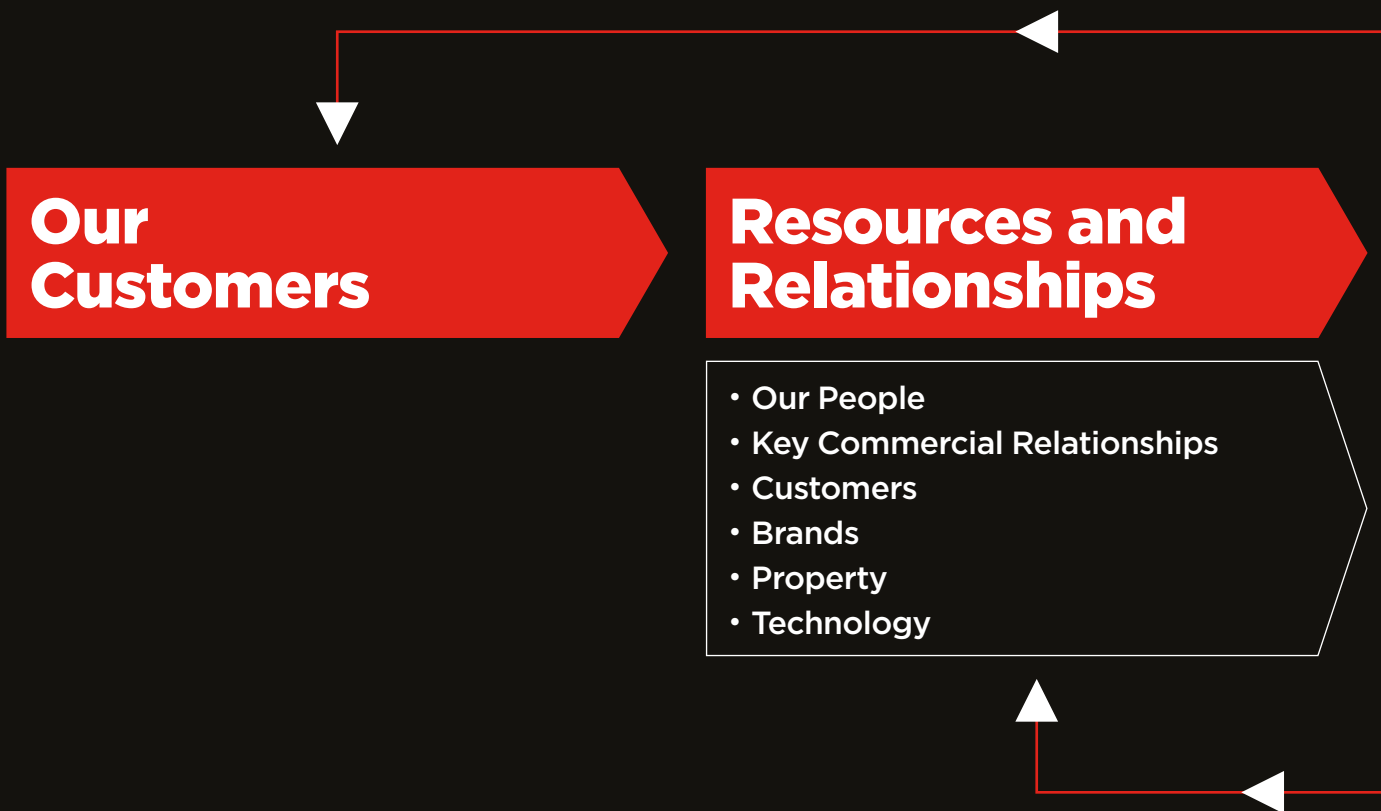 Our
Customers
Resources and
Relationships
• Our People
• Key Commercial Relationships
• Customers
• Brands
• Property
• Technology